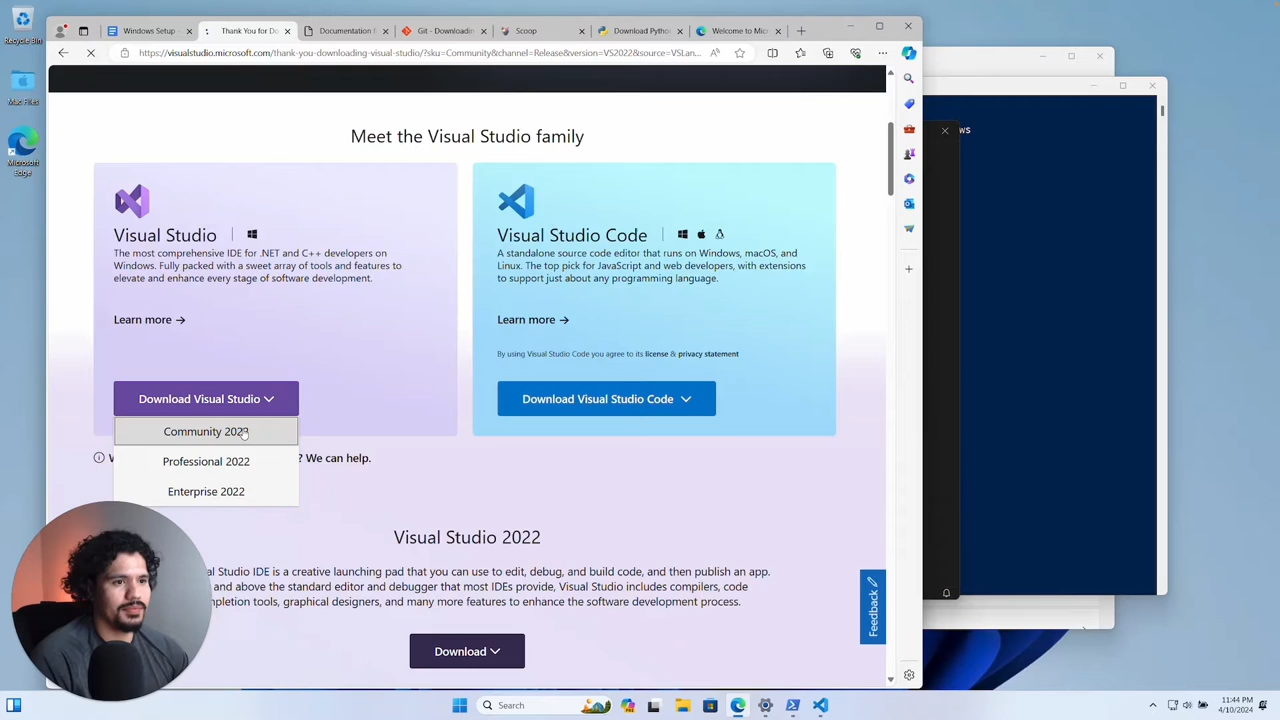 Recycle Bin
Mac Files
Microsoft Edge
Windows Setup
Thank You for Do
Documentation f
Git - Downloading
Scoop
Download Python
Welcome to Micr
https://visualstudio.microsoft.com/thank-you-downloading-visual-studio/?sku=Community&channel=Release&version=VS2022&source=VSLan...
ws
Meet the Visual Studio family
Visual Studio
The most comprehensive IDE for .NET and C++ developers on
Windows. Fully packed with a sweet array of tools and features to
elevate and enhance every stage of software development.
Learn more →
Download Visual Studio
Community 2022
Professional 2022
Enterprise 2022
Visual Studio Code
A standalone source code editor that runs on Windows, macOS, and
Linux. The top pick for JavaScript and web developers, with extensions
to support just about any programming language.
Learn more →
By using Visual Studio Code you agree to its license & privacy statement
Download Visual Studio Code
? We can help.
Visual Studio 2022
al Studio IDE is a creative launching pad that you can use to edit, debug, and build code, and then publish an app.
and above the standard editor and debugger that most IDEs provide, Visual Studio includes compilers, code
mpletion tools, graphical designers, and many more features to enhance the software development process.
Download
Feedback
Search
11:44 PM
4/10/2024